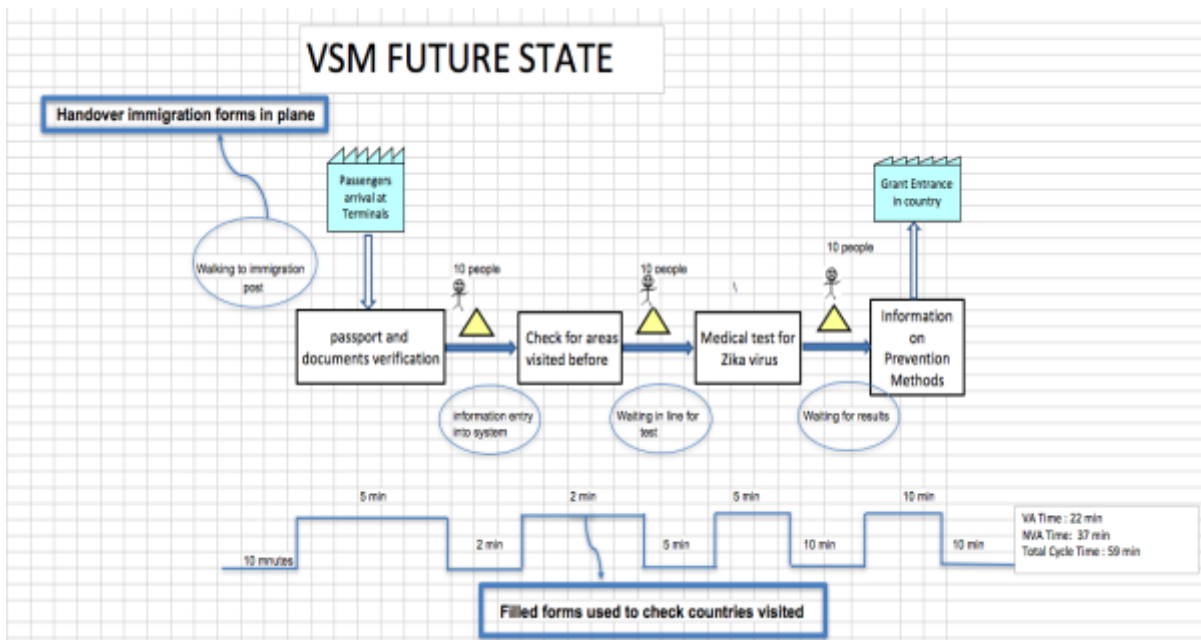 VSM FUTURE STATE
Handover immigration forms in plane
Passengers
arrival at
Terminals
Grant Entrance
in country
Walking to immigration
post
10 people
10 people
10 people
passport and
documents verification
Check for areas
visited before
Medical test for
Zika virus
Information
on
Prevention
Methods
Information entry
into system
Waiting in line for
test
Waiting for results
5 min
2 min
5 min
10 min
10 mnutes
2 min
5 min
10 min
10 min
VA Time : 22 min
NVA Time: 37 min
Total Cycle Time : 59 min
Filled forms used to check countries visited